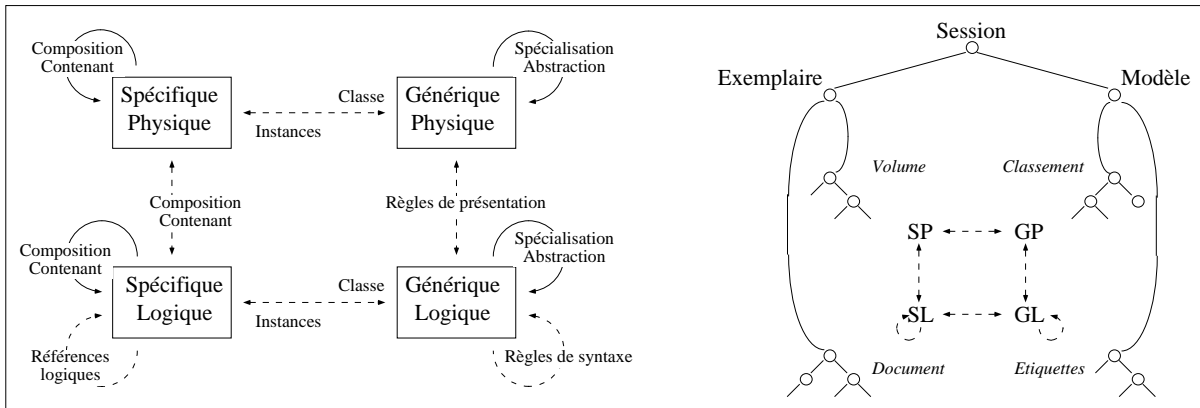 Composition
Contenant
Spécifique
Physique
Classe
Instances
Spécialisation
Abstraction
Générique
Physique
Composition
Contenant
Règles de présentation
Composition
Contenant
Spécifique
Logique
Références
logiques
Classe
Instances
Spécialisation
Abstraction
Générique
Logique
Règles de syntaxe
Session
Exemplaire
Modèle
Volume
Classement
SP
GP
SL
GL
Document
Etiquettes